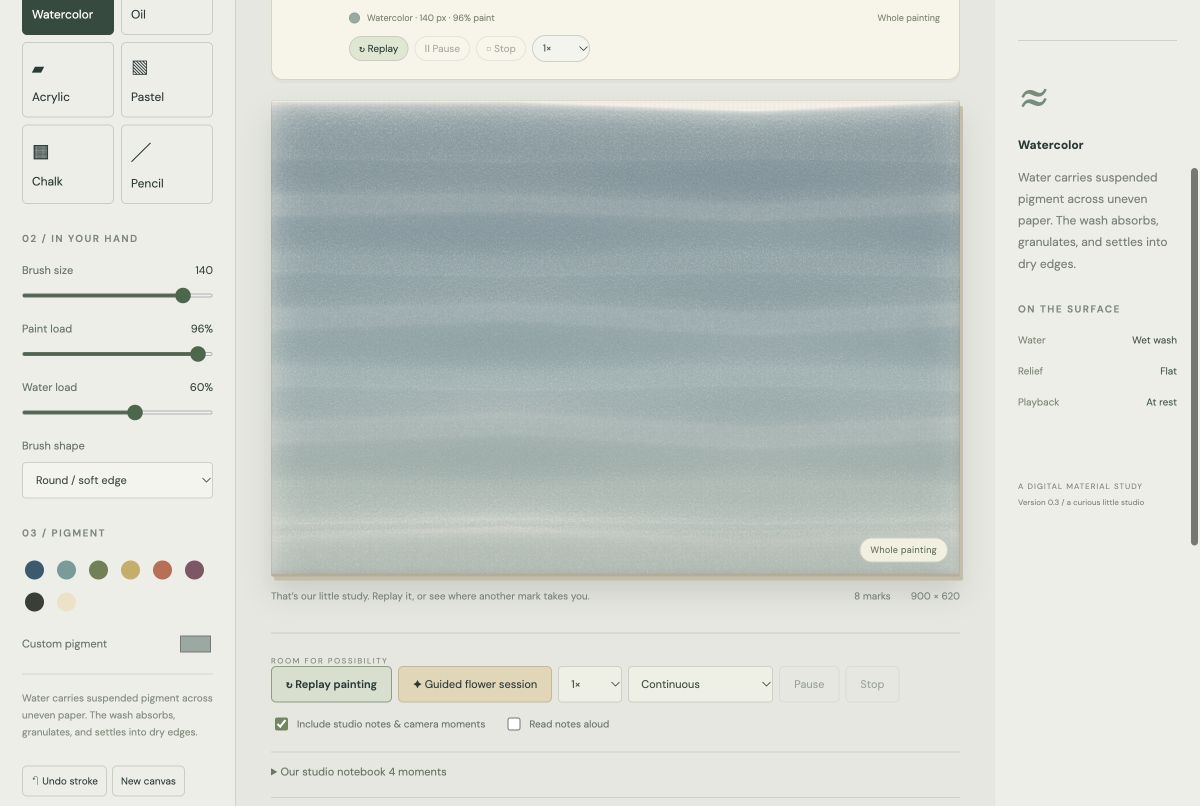 Watercolor
Oil
Acrylic
Pastel
Chalk
Pencil
02 / IN YOUR HAND
Brush size 140
Paint load 96%
Water load 60%
Brush shape
Round / soft edge
03 / PIGMENT
Custom pigment
Water carries suspended pigment across
uneven paper. The wash absorbs,
granulates, and settles into dry edges.
Undo stroke
New canvas
Watercolor · 140 px · 96% paint
Whole painting
Replay
Pause
Stop
1×
Whole painting
That's our little study. Replay it, or see where another mark takes you.
8 marks 900 × 620
ROOM FOR POSSIBILITY
Replay painting
Guided flower session
1×
Continuous
Pause
Stop
Include studio notes & camera moments
Read notes aloud
Our studio notebook 4 moments
Watercolor
Water carries suspended
pigment across uneven
paper. The wash absorbs,
granulates, and settles into
dry edges.
ON THE SURFACE
Water Wet wash
Relief Flat
Playback At rest
A DIGITAL MATERIAL STUDY
Version 0.3 / a curious little studio